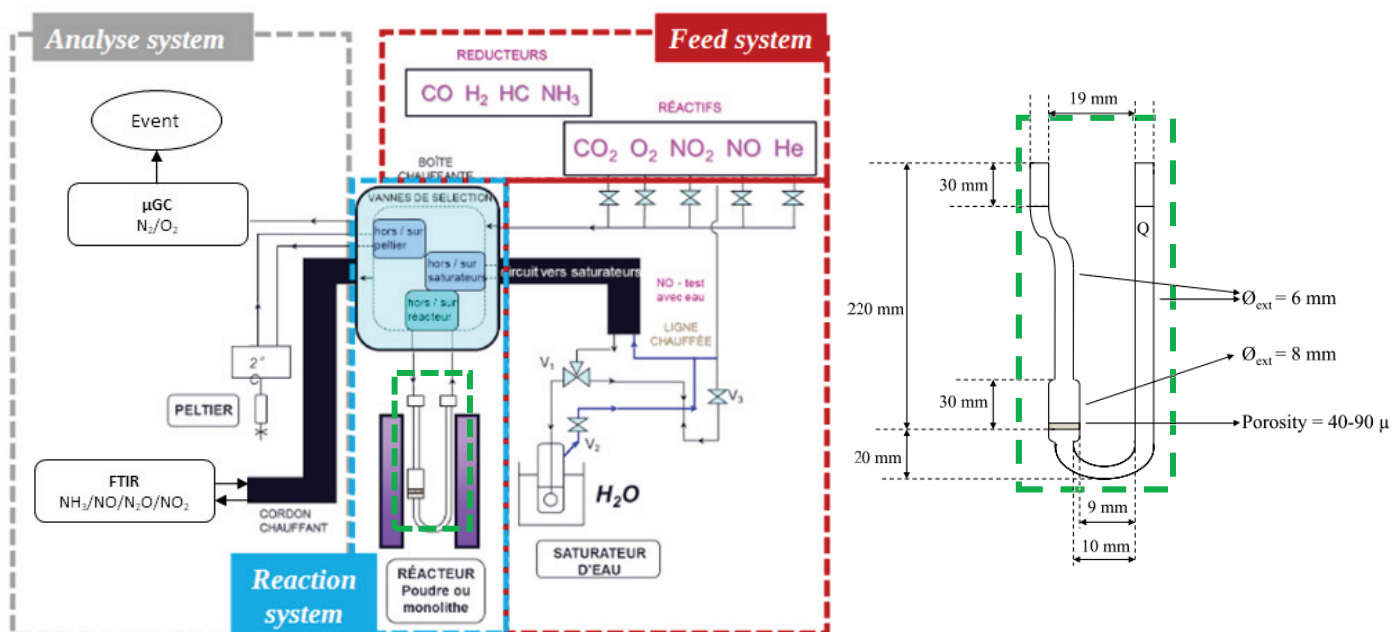 Analyse system
Feed system
REDUCTEURS
CO H₂ HC NH₃
RÉACTIFS
CO₂ O₂ NO₂ NO He
Event
µGC
N₂/O₂
BOÎTE
CHAUFFANTE
VANNES DE SELECTION
hors / sur
peltier
hors / sur
saturateurs
hors / sur
réacteur
circuit vers saturateurs
NO - test
avec eau
LIGNE
CHAUFFÉE
V₁
V₂
V₃
2°
C
PELTIER
FTIR
NH₃/NO/N₂O/NO₂
CORDON
CHAUFFANT
H₂O
SATURATEUR
D'EAU
RÉACTEUR
Poudre ou
monolithe
Reaction
system
19 mm
30 mm
Q
220 mm
Øext = 6 mm
Øext = 8 mm
30 mm
Porosity = 40-90 µ
20 mm
9 mm
10 mm